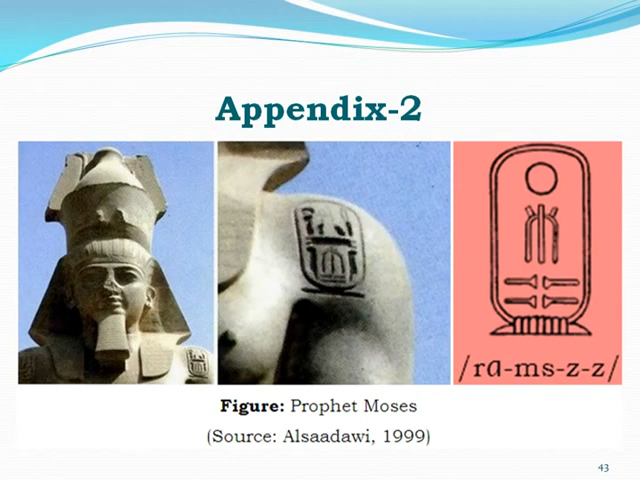 Appendix-2
/ra-ms-z-z/
Figure: Prophet Moses
(Source: Alsaadawi, 1999)
43